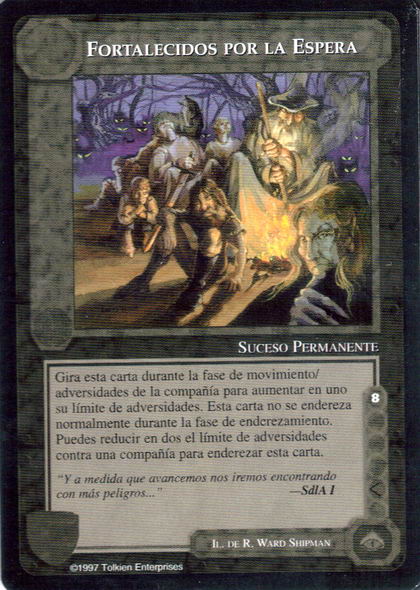 FORTALECIDOS POR LA ESPERA
SUCESO PERMANENTE
Gira esta carta durante la fase de movimiento/
adversidades de la compañía para aumentar en uno
su límite de adversidades. Esta carta no se endereza
normalmente durante la fase de enderezamiento.
Puedes reducir en dos el límite de adversidades
contra una compañía para enderezar esta carta.
8
"Y a medida que avancemos nos iremos encontrando
con más peligros..." —SdlA I
IL. DE R. WARD SHIPMAN
©1997 Tolkien Enterprises